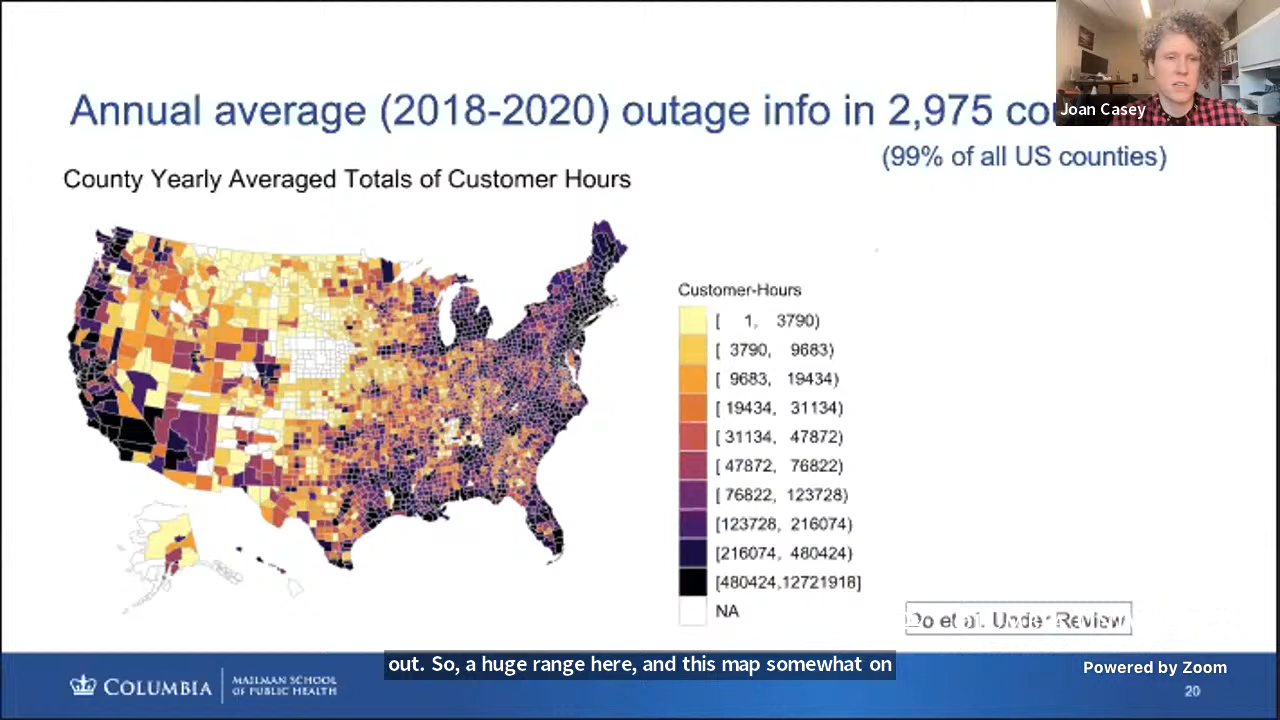 Joan Casey
Annual average (2018-2020) outage info in 2,975 co
(99% of all US counties)
County Yearly Averaged Totals of Customer Hours
Customer-Hours
[ 1, 3790)
[ 3790, 9683)
[ 9683, 19434)
[ 19434, 31134)
[ 31134, 47872)
[ 47872, 76822)
[ 76822, 123728)
[123728, 216074)
[216074, 480424)
[480424,12721918]
NA
Do et al. Under Review
out. So, a huge range here, and this map somewhat on
COLUMBIA
MAILMAN SCHOOL
OF PUBLIC HEALTH
Powered by Zoom
20